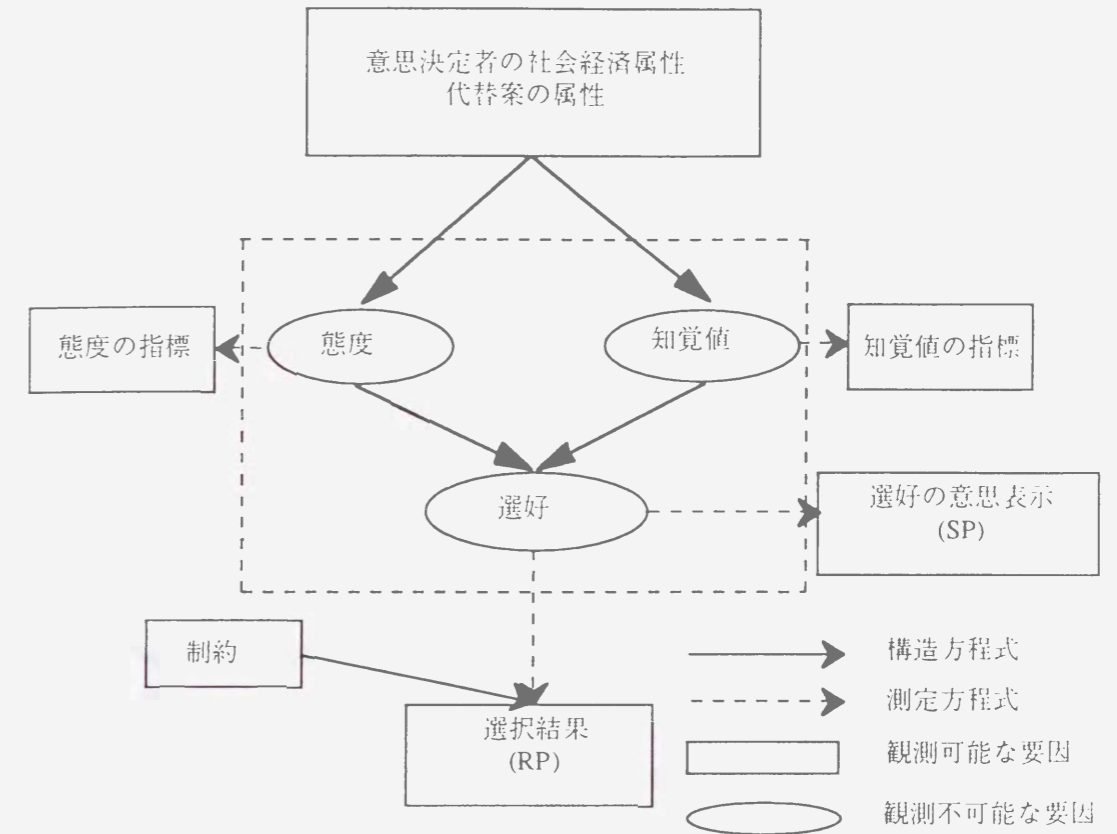 意思決定者の社会経済属性
代替案の属性
態度の指標
態度
知覚値
知覚値の指標
選好
選好の意思表示
(SP)
制約
選択結果
(RP)
構造方程式
測定方程式
観測可能な要因
観測不可能な要因